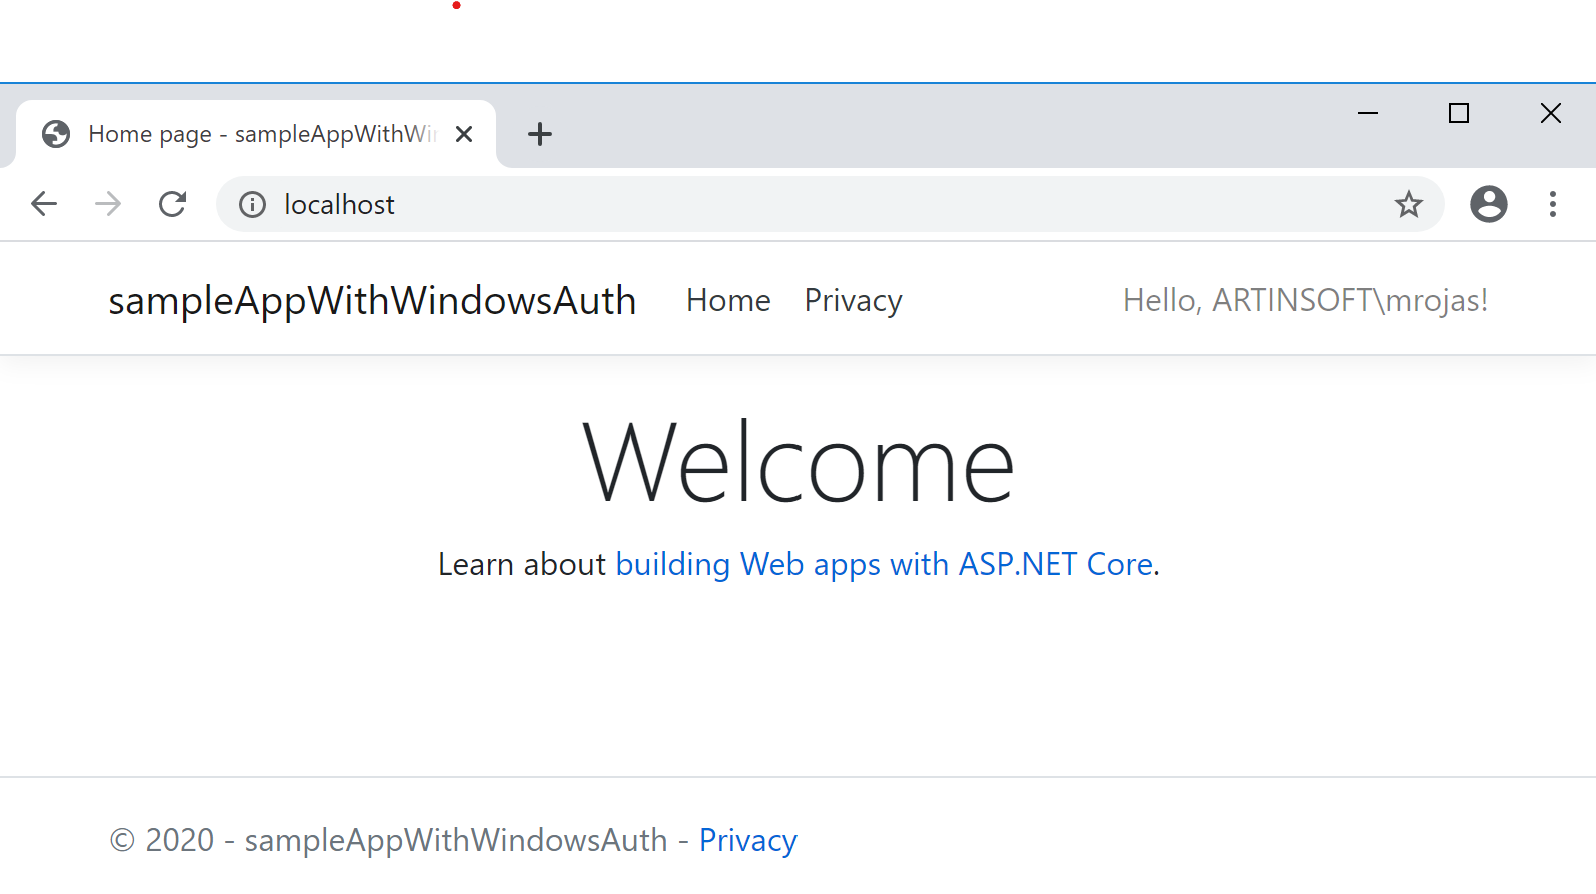 Home page - sampleAppWithWi
localhost
sampleAppWithWindowsAuth Home Privacy Hello, ARTINSOFT\mrojas!
Welcome
Learn about building Web apps with ASP.NET Core.
© 2020 - sampleAppWithWindowsAuth - Privacy